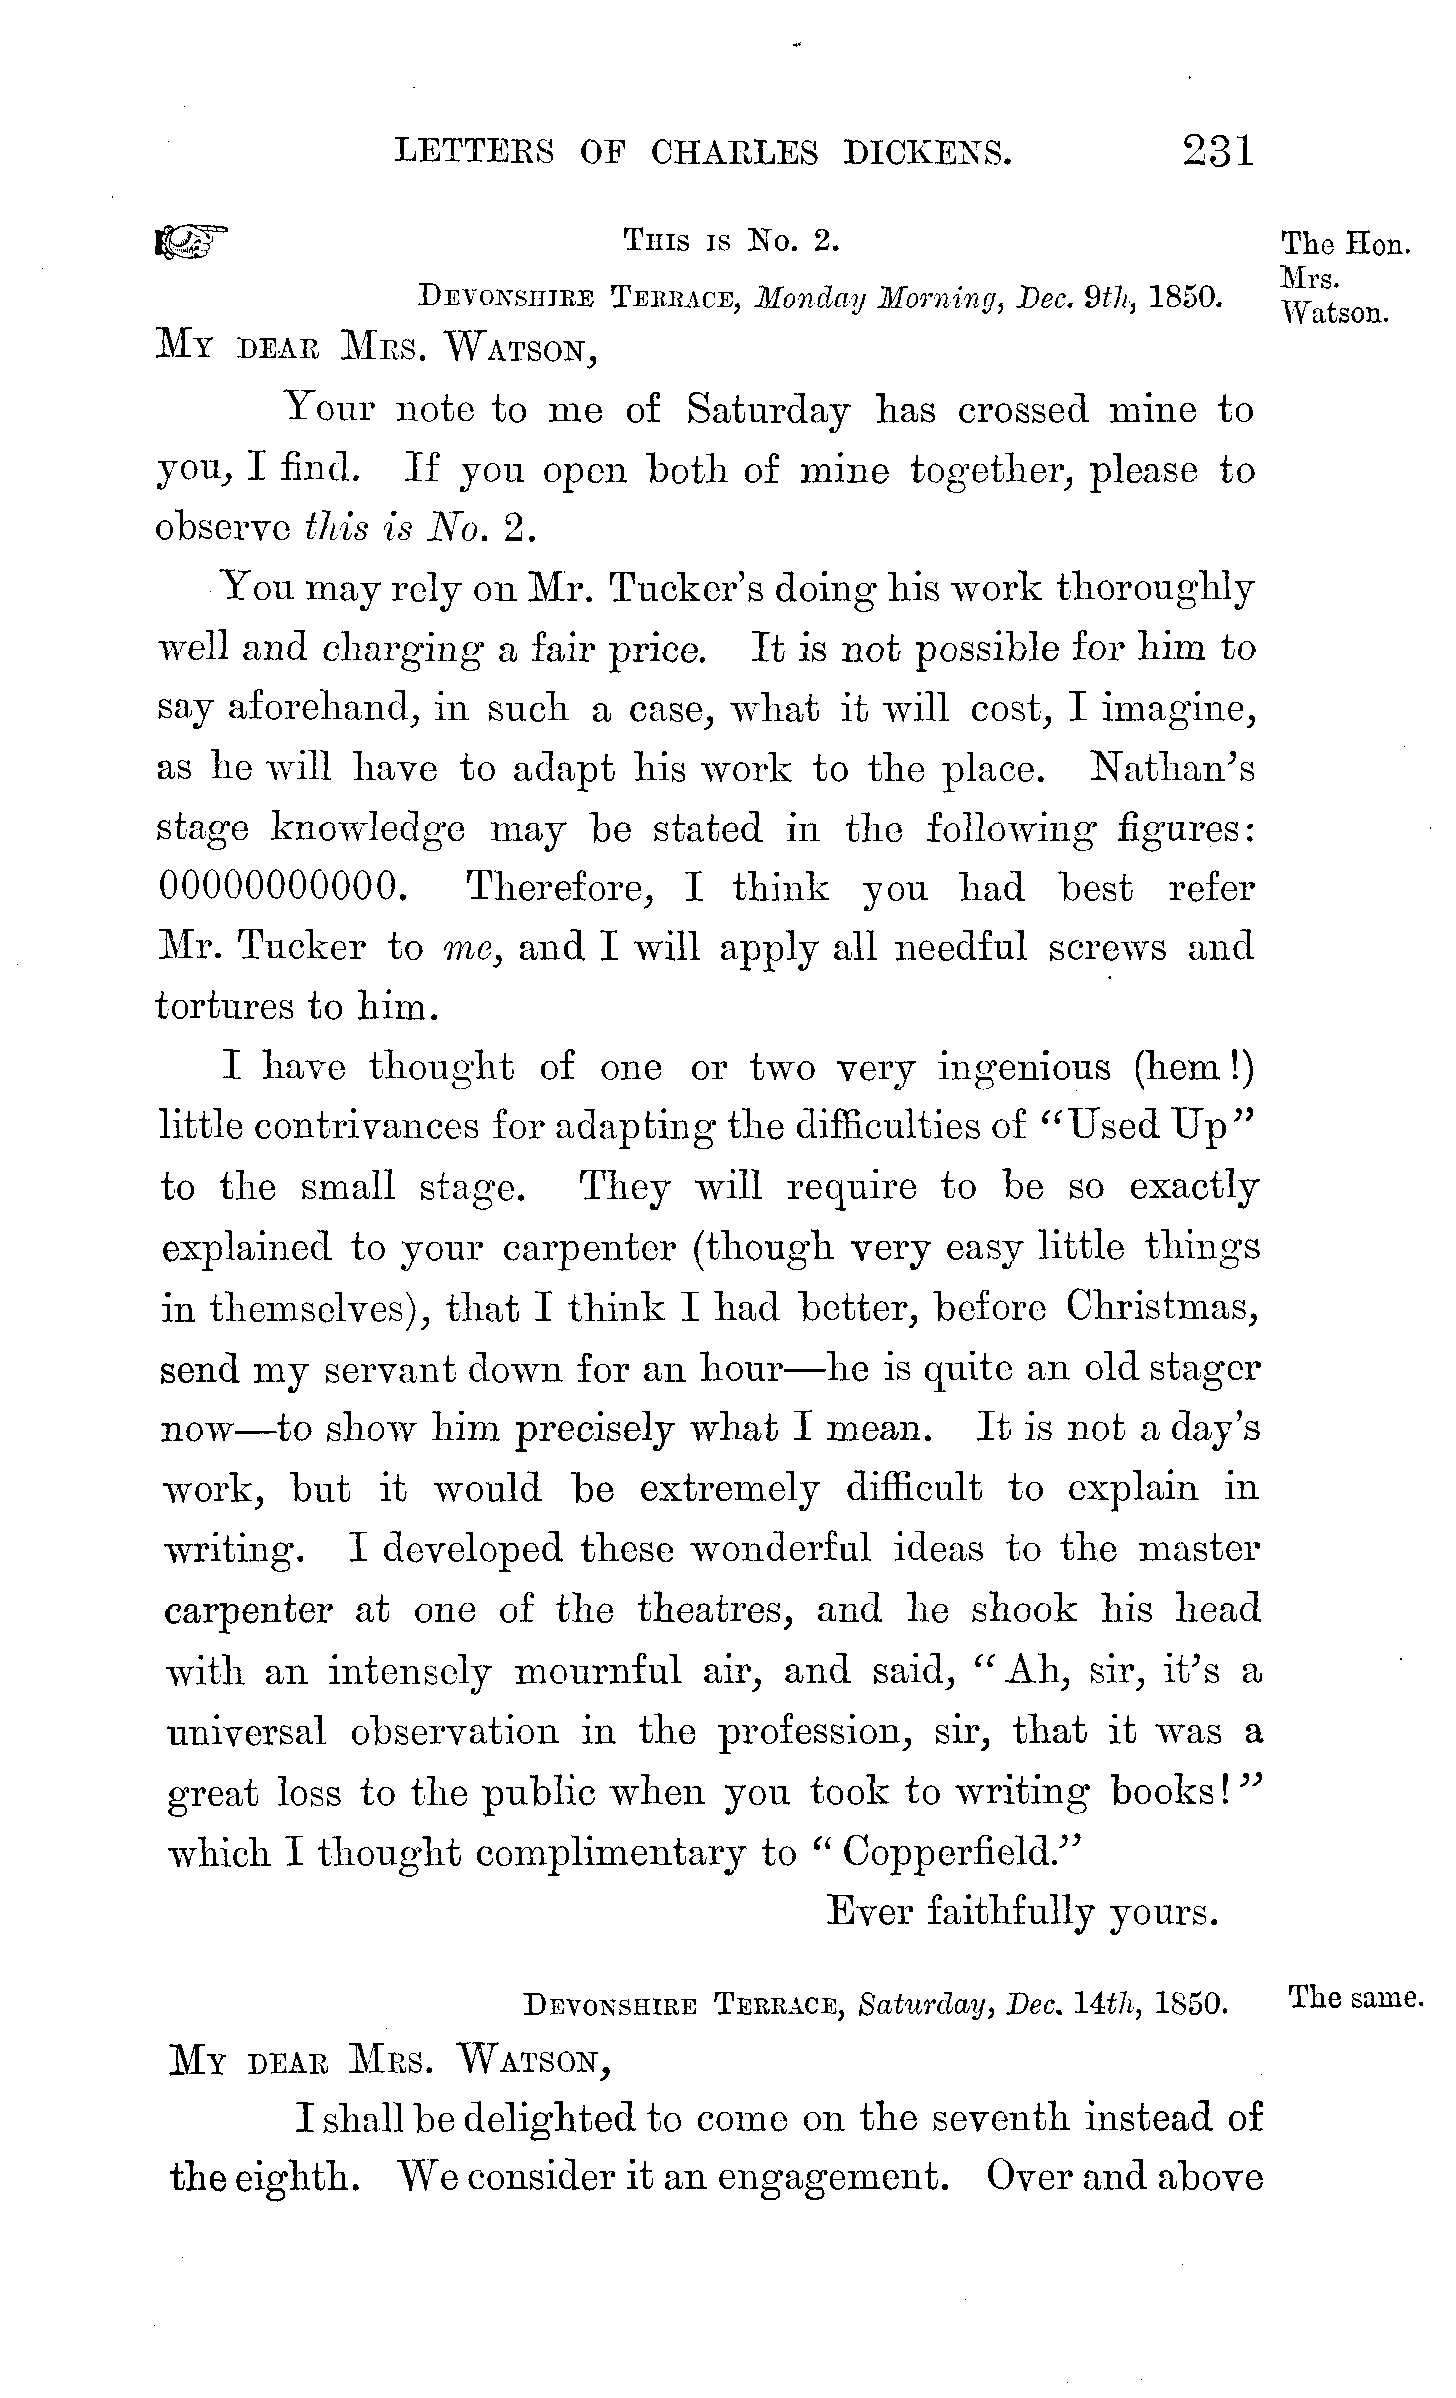 LETTERS OF CHARLES DICKENS. 231
☞ THIS IS NO. 2.
The Hon.
Mrs.
Watson.
DEVONSHIRE TERRACE, Monday Morning, Dec. 9th, 1850.
MY DEAR MRS. WATSON,
Your note to me of Saturday has crossed mine to
you, I find. If you open both of mine together, please to
observe this is No. 2.
You may rely on Mr. Tucker's doing his work thoroughly
well and charging a fair price. It is not possible for him to
say aforehand, in such a case, what it will cost, I imagine,
as he will have to adapt his work to the place. Nathan's
stage knowledge may be stated in the following figures:
00000000000. Therefore, I think you had best refer
Mr. Tucker to me, and I will apply all needful screws and
tortures to him.
I have thought of one or two very ingenious (hem!)
little contrivances for adapting the difficulties of "Used Up"
to the small stage. They will require to be so exactly
explained to your carpenter (though very easy little things
in themselves), that I think I had better, before Christmas,
send my servant down for an hour—he is quite an old stager
now—to show him precisely what I mean. It is not a day's
work, but it would be extremely difficult to explain in
writing. I developed these wonderful ideas to the master
carpenter at one of the theatres, and he shook his head
with an intensely mournful air, and said, "Ah, sir, it's a
universal observation in the profession, sir, that it was a
great loss to the public when you took to writing books!"
which I thought complimentary to "Copperfield."
Ever faithfully yours.
DEVONSHIRE TERRACE, Saturday, Dec. 14th, 1850.
The same.
MY DEAR MRS. WATSON,
I shall be delighted to come on the seventh instead of
the eighth. We consider it an engagement. Over and above